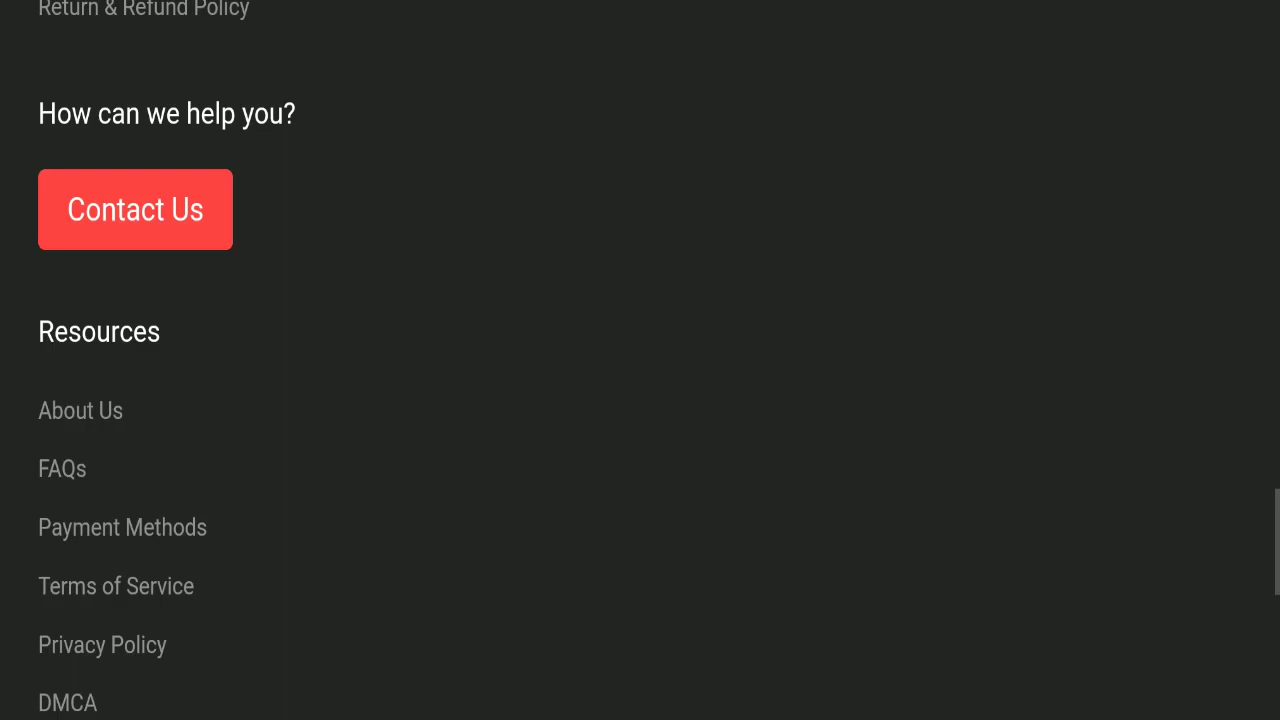 Return & Refund Policy
How can we help you?
Contact Us
Resources
About Us
FAQs
Payment Methods
Terms of Service
Privacy Policy
DMCA